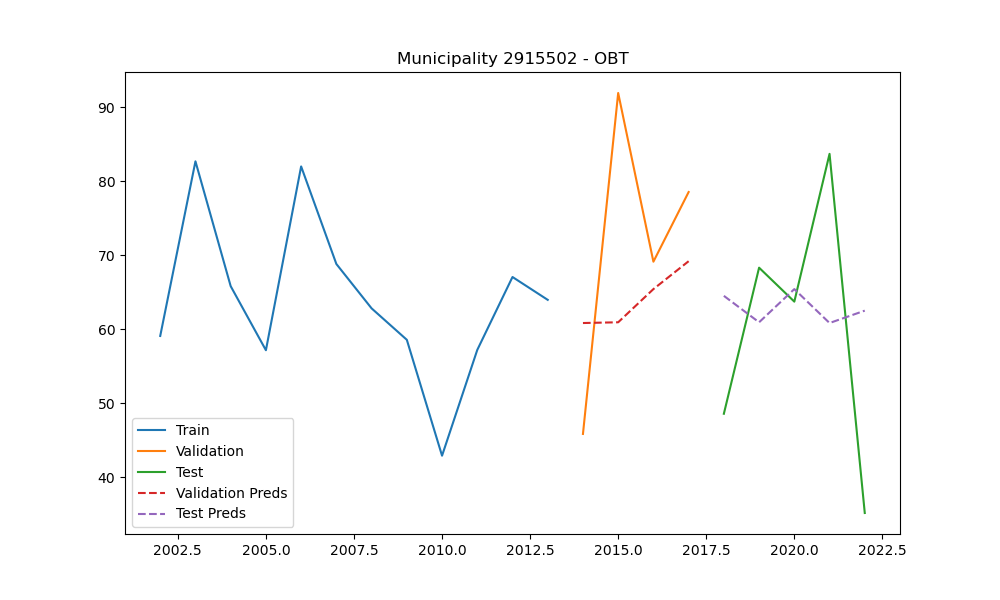 Municipality 2915502 - OBT
90
80
70
60
50
40
Train
Validation
Test
Validation Preds
Test Preds
2002.5 2005.0 2007.5 2010.0 2012.5 2015.0 2017.5 2020.0 2022.5